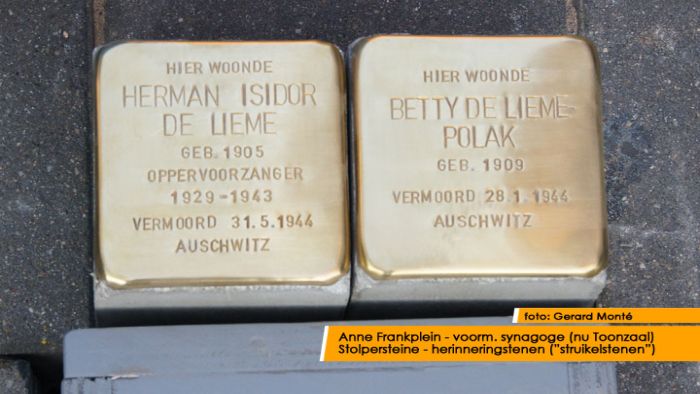 HIER WOONDE
HERMAN ISIDOR
DE LIEME
GEB. 1905
OPPERVOORZANGER
1929-1943
VERMOORD 31.5.1944
AUSCHWITZ
HIER WOONDE
BETTY DE LIEME-
POLAK
GEB. 1909
VERMOORD 28.1.1944
AUSCHWITZ
foto: Gerard Monté
Anne Frankplein - voorm. synagoge (nu Toonzaal)
Stolpersteine - herinneringstenen ("struikelstenen")